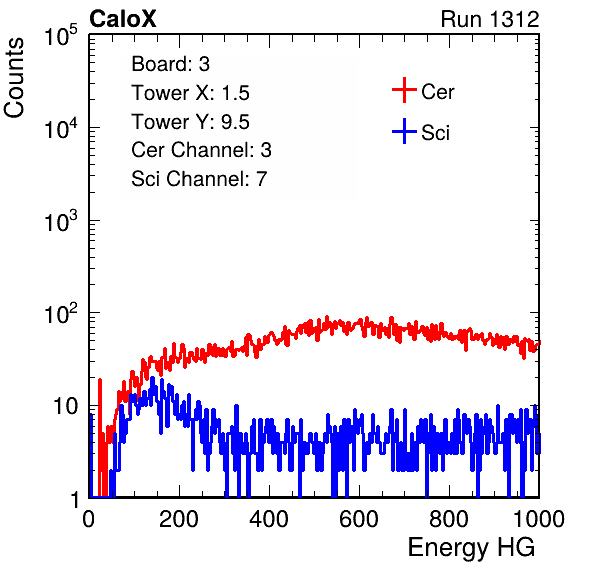 CaloX Run 1312
Counts
10^5
10^4
10^3
10^2
10
1
Board: 3
Tower X: 1.5
Tower Y: 9.5
Cer Channel: 3
Sci Channel: 7
Cer
Sci
0 200 400 600 800 1000
Energy HG